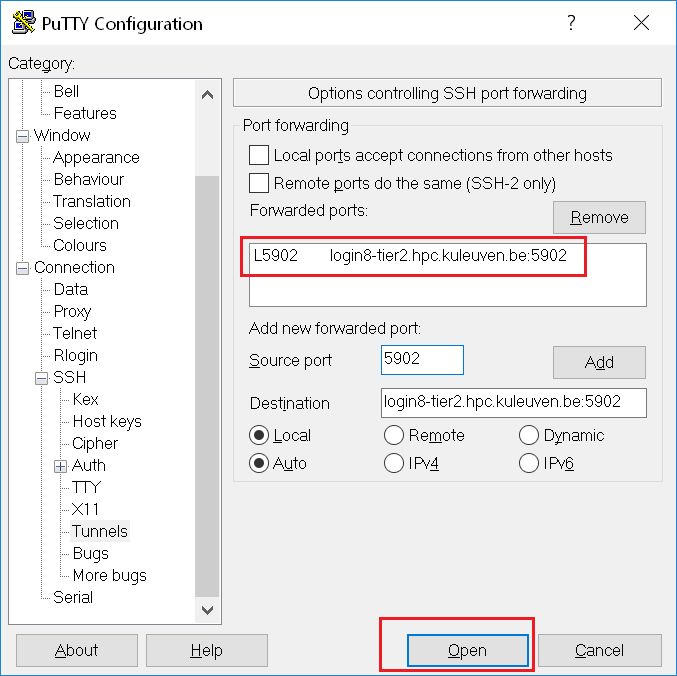 PuTTY Configuration
?
Category:
Bell
Features
Window
Appearance
Behaviour
Translation
Selection
Colours
Connection
Data
Proxy
Telnet
Rlogin
SSH
Kex
Host keys
Cipher
Auth
TTY
X11
Tunnels
Bugs
More bugs
Serial
Options controlling SSH port forwarding
Port forwarding
Local ports accept connections from other hosts
Remote ports do the same (SSH-2 only)
Forwarded ports:
Remove
L5902 login8-tier2.hpc.kuleuven.be:5902
Add new forwarded port:
Source port 5902 Add
Destination login8-tier2.hpc.kuleuven.be:5902
Local Remote Dynamic
Auto IPv4 IPv6
About Help Open Cancel